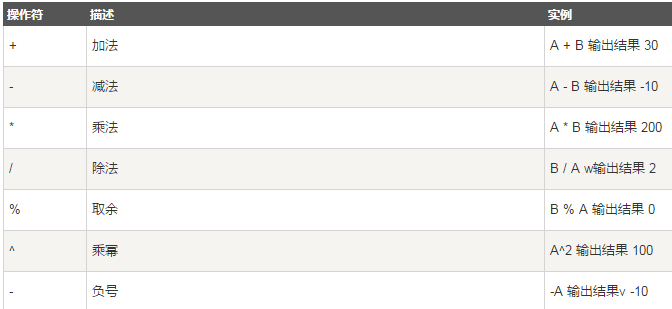 操作符 描述 实例
+ 加法 A + B 输出结果 30
- 减法 A - B 输出结果 -10
* 乘法 A * B 输出结果 200
/ 除法 B / A w输出结果 2
% 取余 B % A 输出结果 0
^ 乘幂 A^2 输出结果 100
- 负号 -A 输出结果v -10